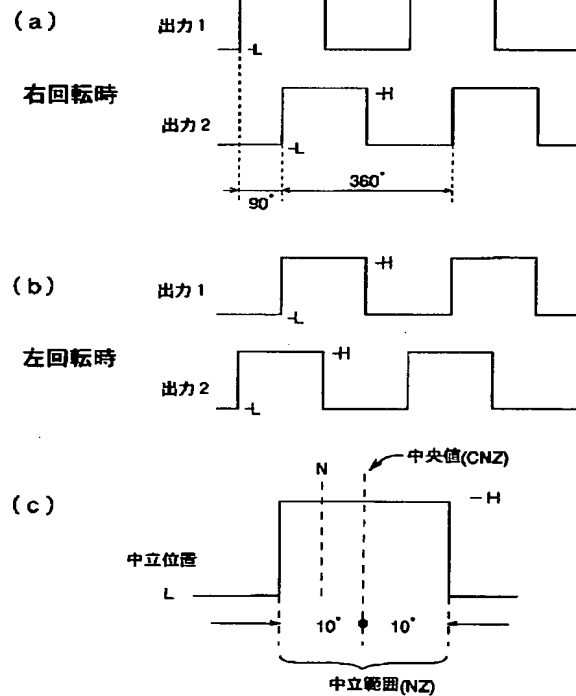 (a)
出力1
-L
右回転時
-H
出力2
-L
360°
90°
(b)
出力1
-H
-L
左回転時
-H
出力2
-L
中央値(CNZ)
N
(c)
-H
中立位置
L
10° 10°
中立範囲(NZ)